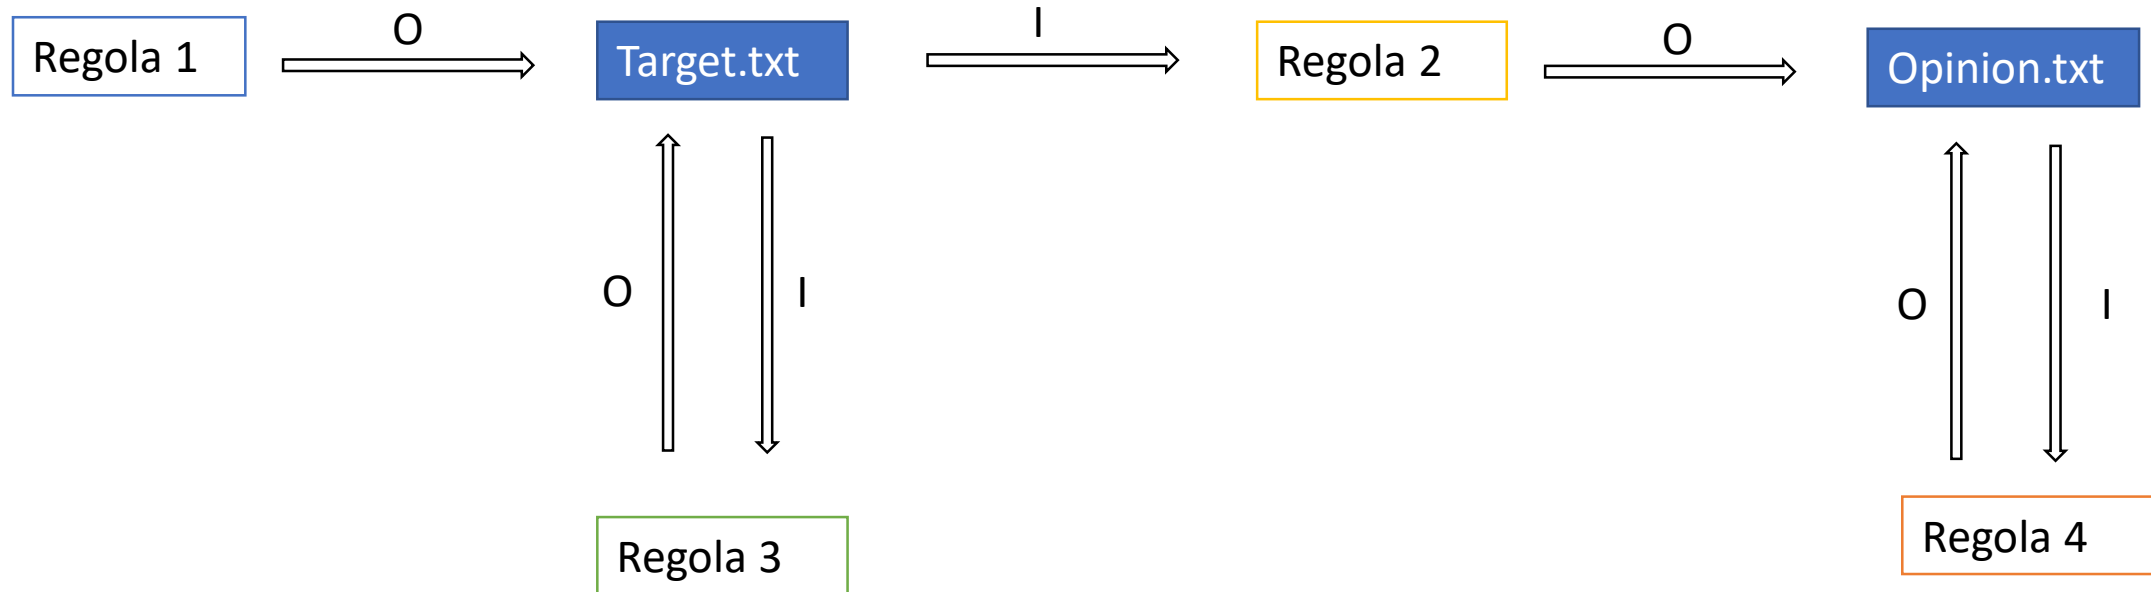 Regola 1
O
Target.txt
I
Regola 2
O
Opinion.txt
O
I
O
I
Regola 3
Regola 4